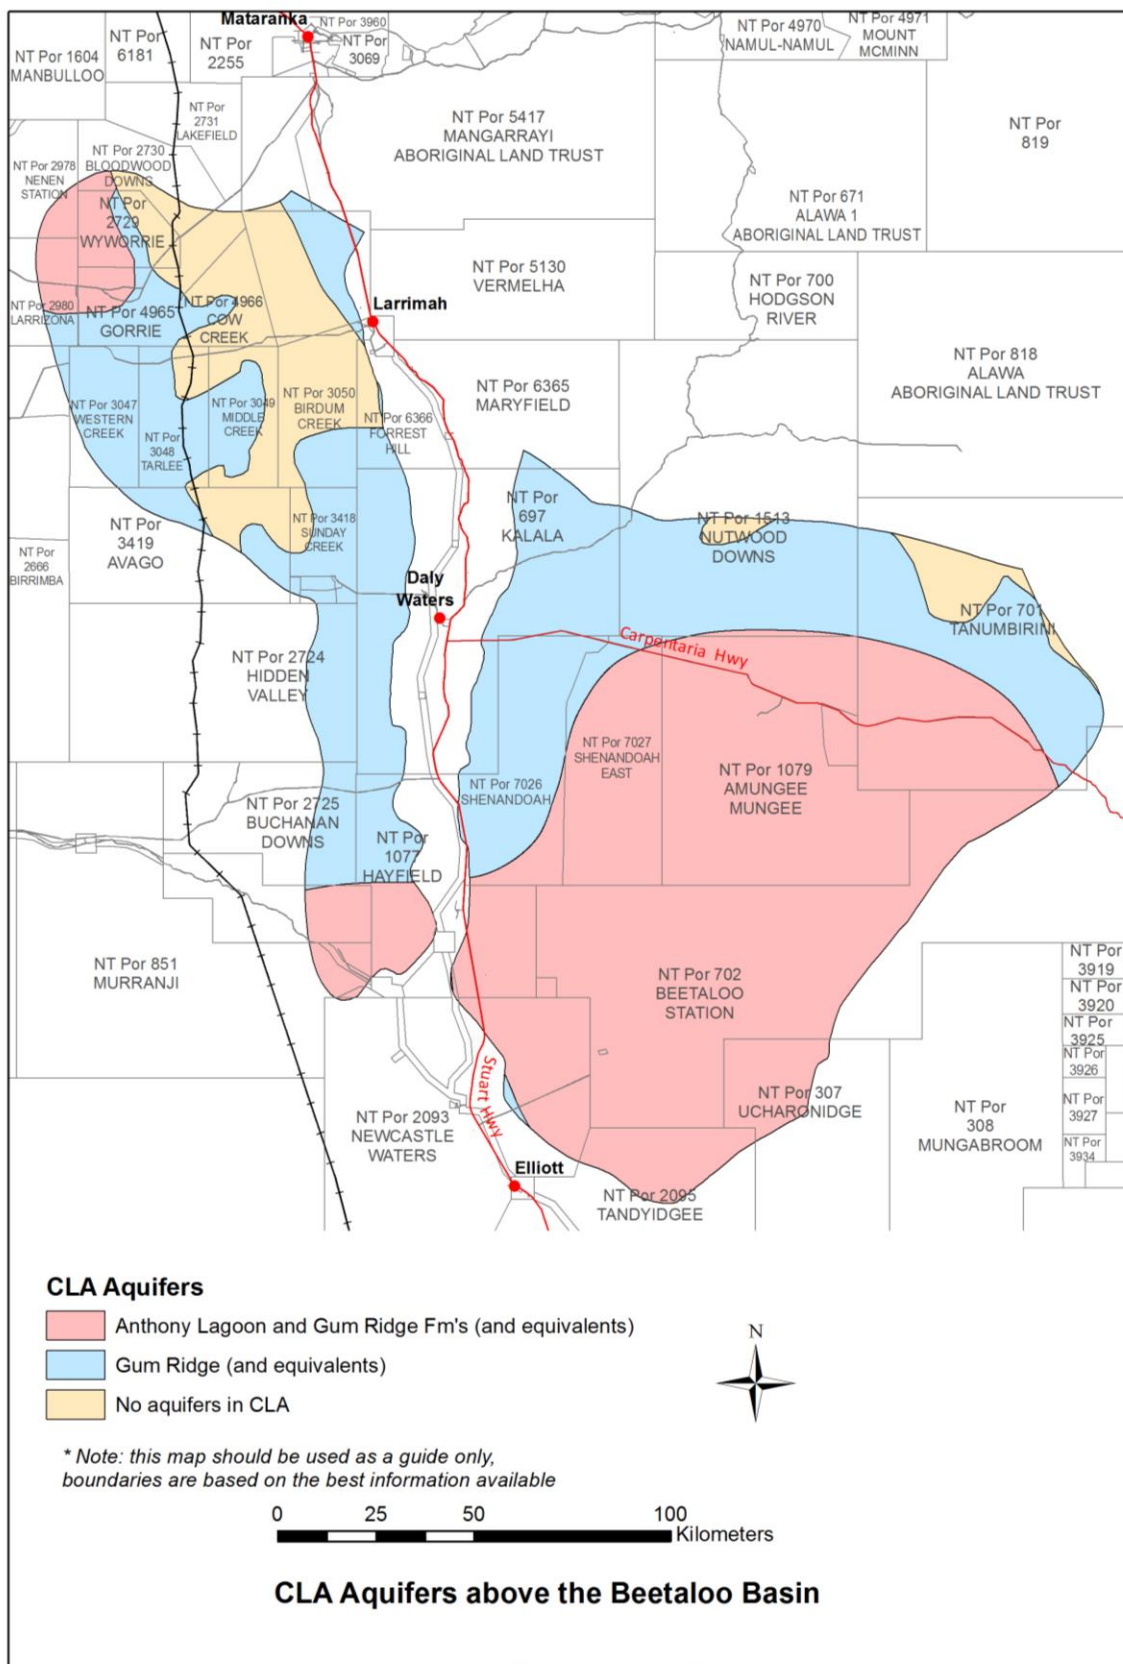 Mataranka
NT Por 3960
NT Por 4970
NAMUL-NAMUL
NT Por 4971
MOUNT
MCMINN
NT Por 1604
MANBULLOO
NT Por
6181
NT Por
2255
NT Por
3069
NT Por
2731
LAKEFIELD
NT Por 5417
MANGARRAYI
ABORIGINAL LAND TRUST
NT Por
819
NT Por 2978
NENEN
STATION
NT Por 2730
BLOODWOOD
DOWNS
NT Por
2729
WYWORRIE
NT Por 671
ALAWA 1
ABORIGINAL LAND TRUST
NT Por 5130
VERMELHA
NT Por 700
HODGSON
RIVER
NT Por 2980
LARRIZONA
NT Por 4965
GORRIE
NT Por 4966
COW
CREEK
Larrimah
NT Por 818
ALAWA
ABORIGINAL LAND TRUST
NT Por 3047
WESTERN
CREEK
NT Por
3048
TARLEE
NT Por 3049
MIDDLE
CREEK
NT Por 3050
BIRDUM
CREEK
NT Por 6366
FORREST
HILL
NT Por 6365
MARYFIELD
NT Por
3419
AVAGO
NT Por 3418
SUNDAY
CREEK
NT Por
697
KALALA
NT Por 1513
NUTWOOD
DOWNS
NT Por
2666
BIRRIMBA
Daly
Waters
NT Por 701
TANUMBIRINI
Carpentaria Hwy
NT Por 2724
HIDDEN
VALLEY
NT Por 7027
SHENANDOAH
EAST
NT Por 7026
SHENANDOAH
NT Por 1079
AMUNGEE
MUNGEE
NT Por 2725
BUCHANAN
DOWNS
NT Por
1077
HAYFIELD
NT Por 851
MURRANJI
NT Por 702
BEETALOO
STATION
NT Por
3919
NT Por
3920
NT Por
3925
NT Por
3926
NT Por
3927
NT Por
3934
Stuart Hwy
NT Por 2093
NEWCASTLE
WATERS
NT Por 307
UCHARONIDGE
NT Por
308
MUNGABROOM
Elliott
NT Por 2095
TANDYIDGEE
CLA Aquifers
Anthony Lagoon and Gum Ridge Fm's (and equivalents)
Gum Ridge (and equivalents)
No aquifers in CLA
N
* Note: this map should be used as a guide only,
boundaries are based on the best information available
0 25 50 100
Kilometers
CLA Aquifers above the Beetaloo Basin